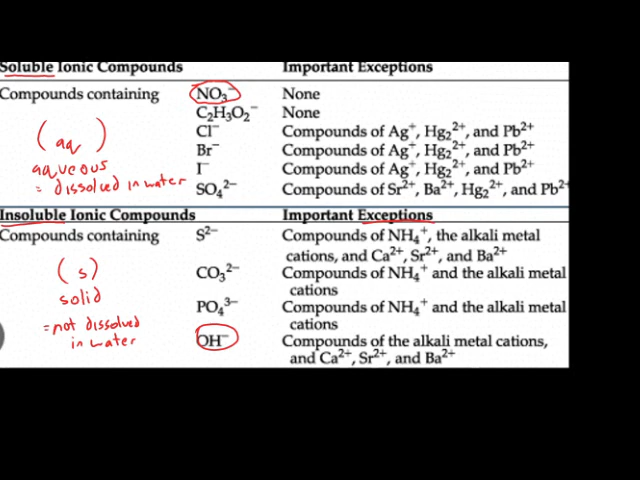 Soluble Ionic Compounds Important Exceptions
Compounds containing NO₃⁻ None
C₂H₃O₂⁻ None
(aq) Cl⁻ Compounds of Ag⁺, Hg₂²⁺, and Pb²⁺
Br⁻ Compounds of Ag⁺, Hg₂²⁺, and Pb²⁺
aqueous I⁻ Compounds of Ag⁺, Hg₂²⁺, and Pb²⁺
= dissolved in water SO₄²⁻ Compounds of Sr²⁺, Ba²⁺, Hg₂²⁺, and Pb²⁺
Insoluble Ionic Compounds Important Exceptions
Compounds containing S²⁻ Compounds of NH₄⁺, the alkali metal
cations, and Ca²⁺, Sr²⁺, and Ba²⁺
(s) CO₃²⁻ Compounds of NH₄⁺ and the alkali metal
cations
solid PO₄³⁻ Compounds of NH₄⁺ and the alkali metal
=not dissolved cations
in water OH⁻ Compounds of the alkali metal cations,
and Ca²⁺, Sr²⁺, and Ba²⁺